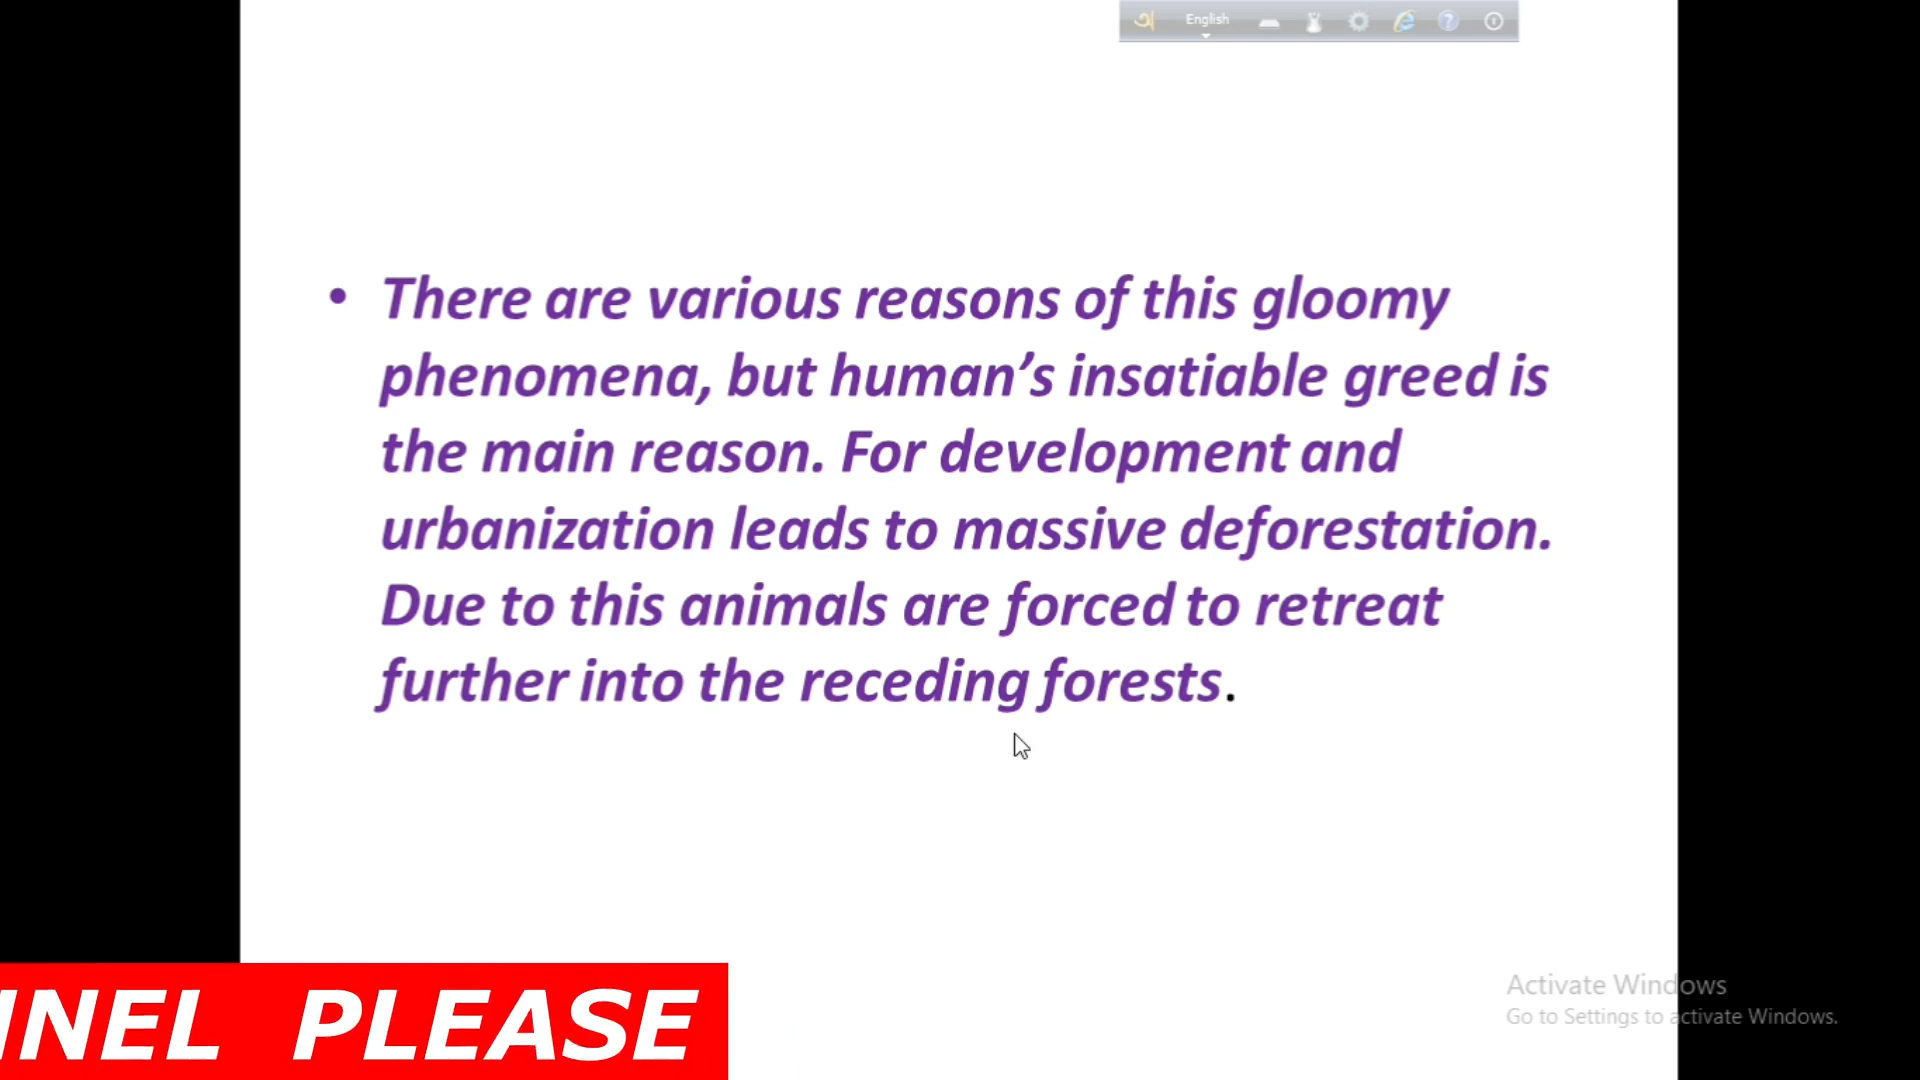 English
• There are various reasons of this gloomy
phenomena, but human’s insatiable greed is
the main reason. For development and
urbanization leads to massive deforestation.
Due to this animals are forced to retreat
further into the receding forests.
Activate Windows
Go to Settings to activate Windows.
NEL PLEASE